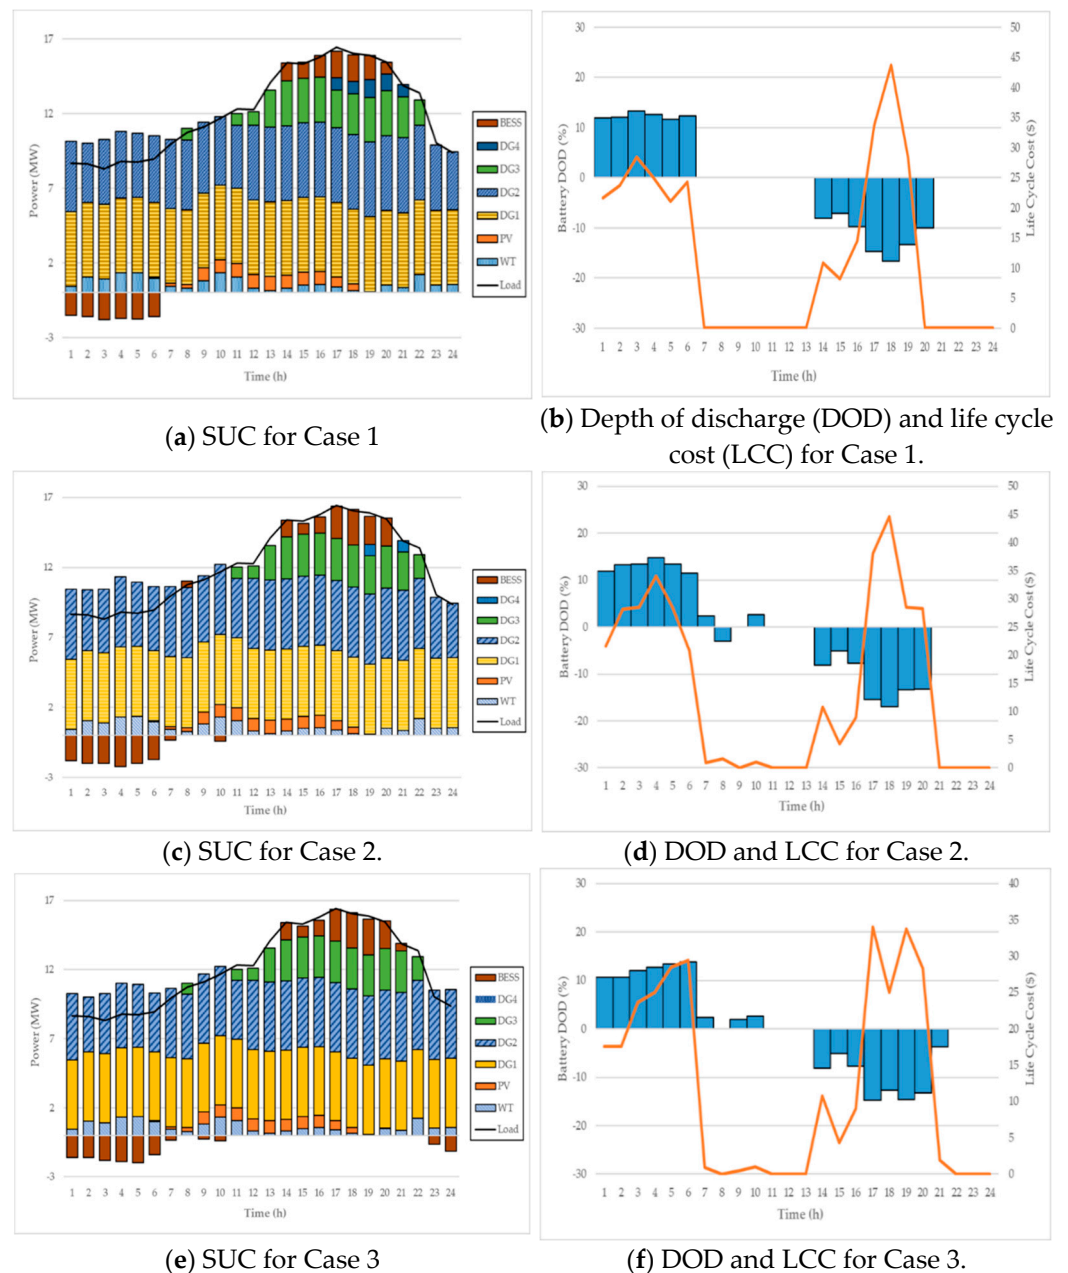 17
12
7
2
-3
Power (MW)
1 2 3 4 5 6 7 8 9 10 11 12 13 14 15 16 17 18 19 20 21 22 23 24
Time (h)
BESS
DG4
DG3
DG2
DG1
PV
WT
Load
(a) SUC for Case 1
30
20
10
0
-10
-20
-30
Battery DOD (%)
50
45
40
35
30
25
20
15
10
5
0
Life Cycle Cost ($)
1 2 3 4 5 6 7 8 9 10 11 12 13 14 15 16 17 18 19 20 21 22 24
Time (h)
(b) Depth of discharge (DOD) and life cycle
cost (LCC) for Case 1.
17
12
7
2
-3
Power (MW)
1 2 3 4 5 6 7 8 9 10 11 12 13 14 15 16 17 18 19 20 21 22 23 24
Time (h)
BESS
DG4
DG3
DG2
DG1
PV
WT
Load
(c) SUC for Case 2.
30
20
10
0
-10
-20
-30
Battery DOD (%)
50
45
40
35
30
25
20
15
10
5
0
Life Cycle Cost ($)
1 2 3 4 5 6 7 8 9 10 11 12 13 14 15 16 17 18 19 20 21 22 23 24
Time (h)
(d) DOD and LCC for Case 2.
17
12
7
2
-3
Power (MW)
1 2 3 4 5 6 7 8 9 10 11 12 13 14 15 16 17 18 19 20 21 22 23 24
Time (h)
BESS
DG4
DG3
DG2
DG1
PV
WT
Load
(e) SUC for Case 3
30
20
10
0
-10
-20
-30
Battery DOD (%)
40
35
30
25
20
15
10
5
0
Life Cycle Cost ($)
1 2 3 4 5 6 7 8 9 10 11 12 13 14 15 16 17 18 19 20 21 22 23 24
Time (h)
(f) DOD and LCC for Case 3.